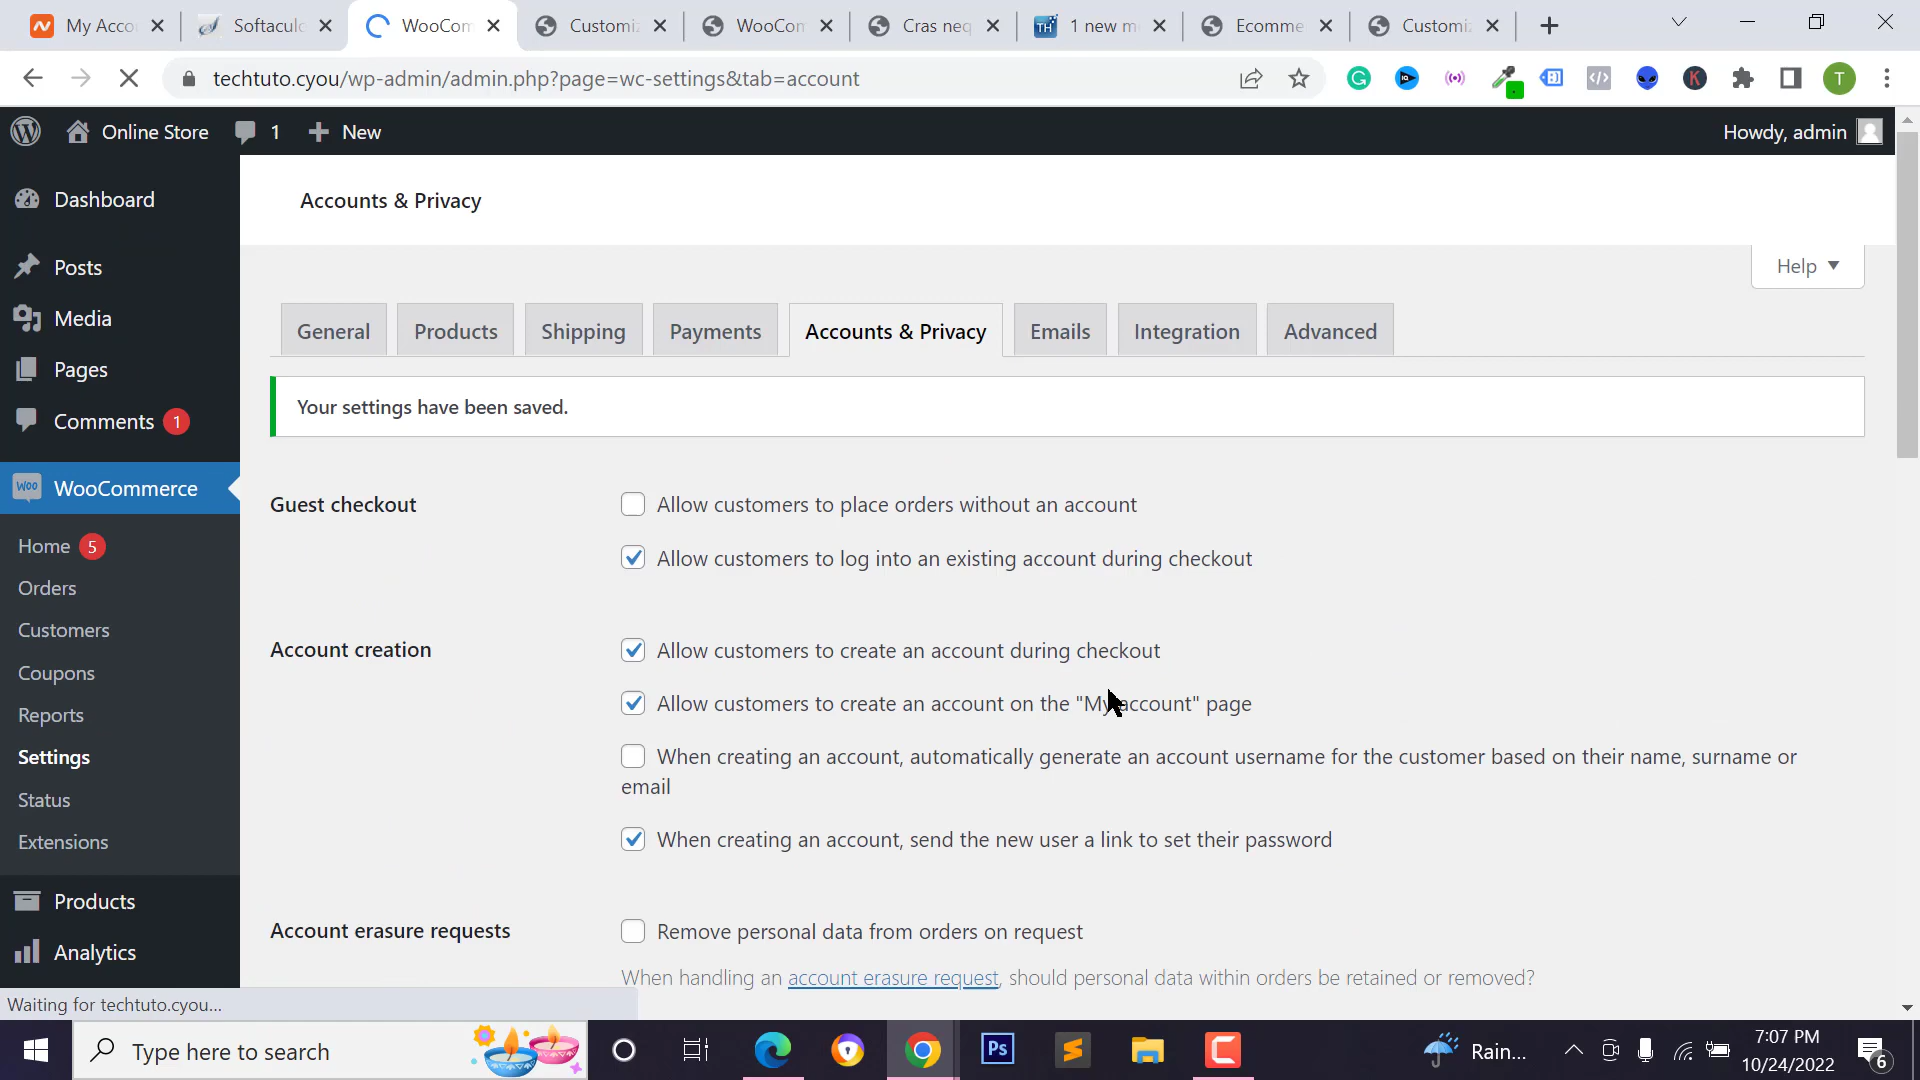 My Acco
Softaculo
WooCom
Customiz
WooCom
Cras neq
1 new m
Ecomme
Customiz
techtuto.cyou/wp-admin/admin.php?page=wc-settings&tab=account
T
Online Store
1
New
Howdy, admin
Dashboard
Posts
Media
Pages
Comments 1
WooCommerce
Home 5
Orders
Customers
Coupons
Reports
Settings
Status
Extensions
Products
Analytics
Accounts & Privacy
Help
General
Products
Shipping
Payments
Accounts & Privacy
Emails
Integration
Advanced
Your settings have been saved.
Guest checkout
Allow customers to place orders without an account
Allow customers to log into an existing account during checkout
Account creation
Allow customers to create an account during checkout
Allow customers to create an account on the "My account" page
When creating an account, automatically generate an account username for the customer based on their name, surname or
email
When creating an account, send the new user a link to set their password
Account erasure requests
Remove personal data from orders on request
When handling an account erasure request, should personal data within orders be retained or removed?
Waiting for techtuto.cyou...
Type here to search
Ps
Rain...
7:07 PM
10/24/2022
6